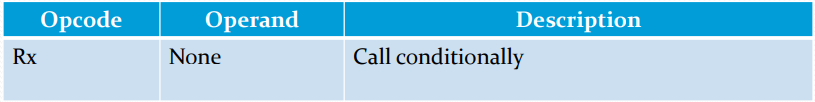 Opcode Operand Description
Rx None Call conditionally